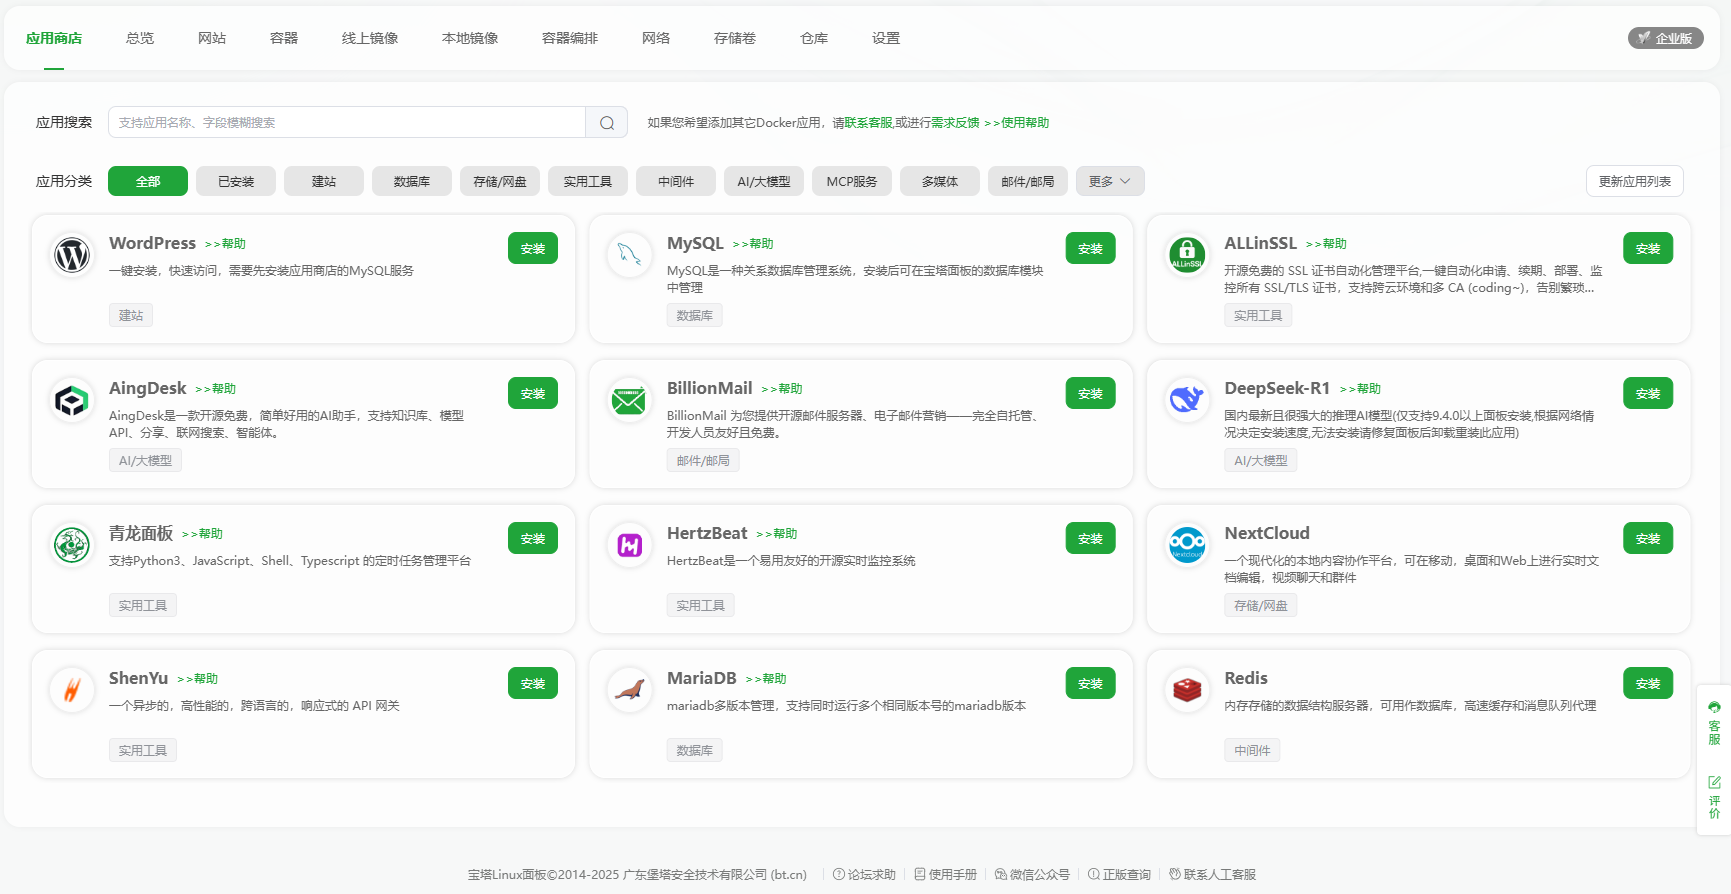 应用商店 总览 网站 容器 线上镜像 本地镜像 容器编排 网络 存储卷 仓库 设置 企业版
应用搜索 支持应用名称、字段模糊搜索 如果您希望添加其它Docker应用，请联系客服,或进行需求反馈 >>使用帮助
应用分类 全部 已安装 建站 数据库 存储/网盘 实用工具 中间件 AI/大模型 MCP服务 多媒体 邮件/邮局 更多 更新应用列表
WordPress >>帮助 安装
一键安装，快速访问，需要先安装应用商店的MySQL服务
建站
MySQL >>帮助 安装
MySQL是一种关系数据库管理系统，安装后可在宝塔面板的数据库模块
中管理
数据库
ALLinSSL
ALLinSSL >>帮助 安装
开源免费的 SSL 证书自动化管理平台,一键自动化申请、续期、部署、监
控所有 SSL/TLS 证书，支持跨云环境和多 CA (coding~)，告别繁琐...
实用工具
AingDesk >>帮助 安装
AingDesk是一款开源免费，简单好用的AI助手，支持知识库、模型
API、分享、联网搜索、智能体。
AI/大模型
BillionMail >>帮助 安装
BillionMail 为您提供开源邮件服务器、电子邮件营销——完全自托管、
开发人员友好且免费。
邮件/邮局
DeepSeek-R1 >>帮助 安装
国内最新且很强大的推理AI模型(仅支持9.4.0以上面板安装,根据网络情
况决定安装速度,无法安装请修复面板后卸载重装此应用)
AI/大模型
青龙面板 >>帮助 安装
支持Python3、JavaScript、Shell、Typescript 的定时任务管理平台
实用工具
HertzBeat >>帮助 安装
HertzBeat是一个易用友好的开源实时监控系统
实用工具
Nextcloud
NextCloud 安装
一个现代化的本地内容协作平台，可在移动，桌面和Web上进行实时文
档编辑，视频聊天和群件
存储/网盘
ShenYu >>帮助 安装
一个异步的，高性能的，跨语言的，响应式的 API 网关
实用工具
MariaDB >>帮助 安装
mariadb多版本管理，支持同时运行多个相同版本号的mariadb版本
数据库
Redis 安装
内存存储的数据结构服务器，可用作数据库，高速缓存和消息队列代理
中间件
客服
评价
宝塔Linux面板©2014-2025 广东堡塔安全技术有限公司 (bt.cn) 论坛求助 使用手册 微信公众号 正版查询 联系人工客服